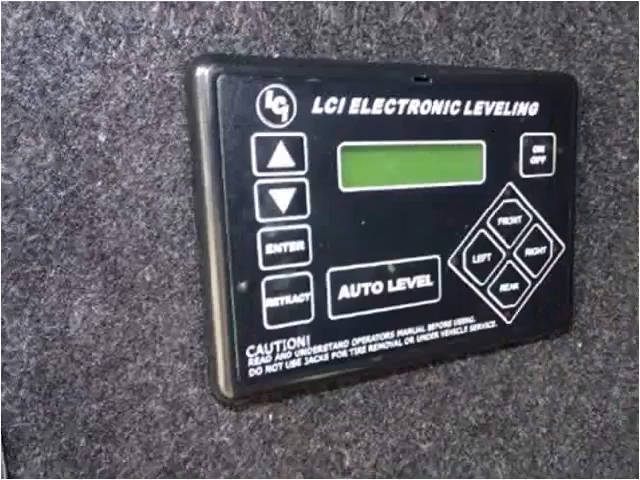 LCI
LCI ELECTRONIC LEVELING
ON
OFF
ENTER
RETRACT
AUTO LEVEL
FRONT
LEFT
RIGHT
REAR
CAUTION!
READ AND UNDERSTAND OPERATORS MANUAL BEFORE USING.
DO NOT USE JACKS FOR TIRE REMOVAL OR UNDER VEHICLE SERVICE.